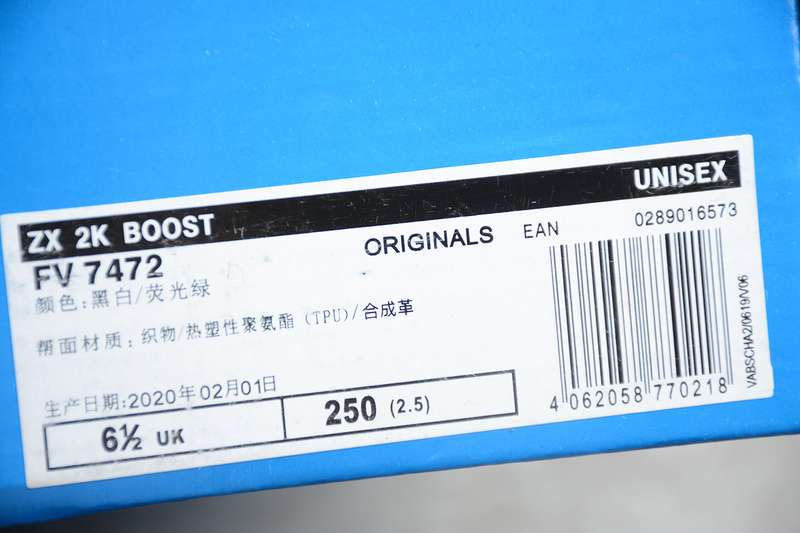 ZX 2K BOOST
UNISEX
FV 7472
ORIGINALS
EAN
0289016573
颜色:黑白/荧光绿
帮面材质:织物/热塑性聚氨酯(TPU)/合成革
生产日期:2020年02月01日
6½ UK
250 (2.5)
4 062058 770218
VABSCHA2/0619/V06